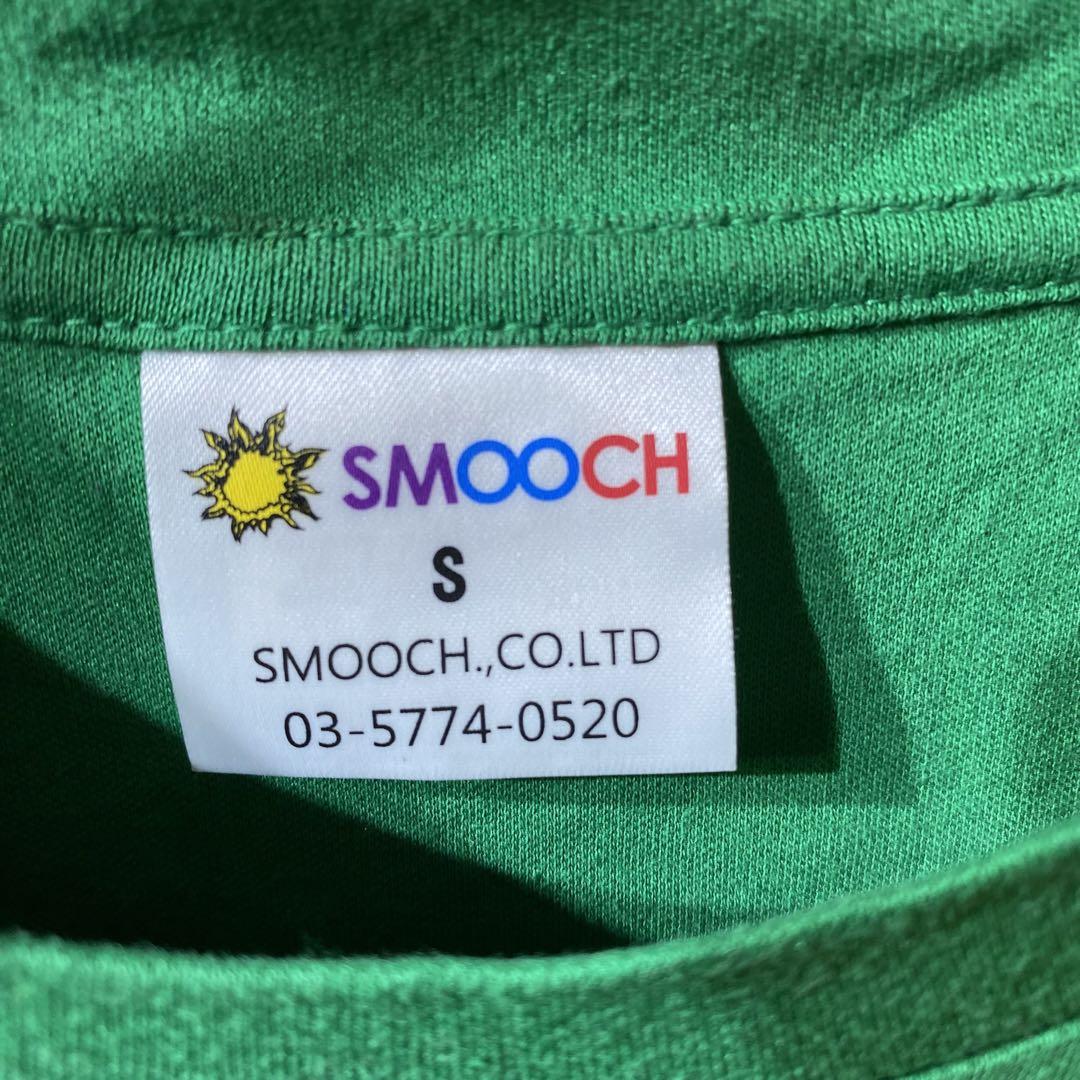 SMOOCH
S
SMOOCH.,CO.LTD
03-5774-0520